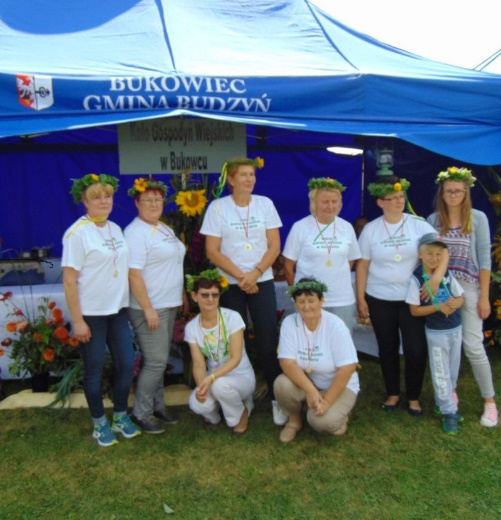 BUKOWIEC
GMINA BUDZYŃ
Koło Gospodyń Wiejskich
w Bukowcu